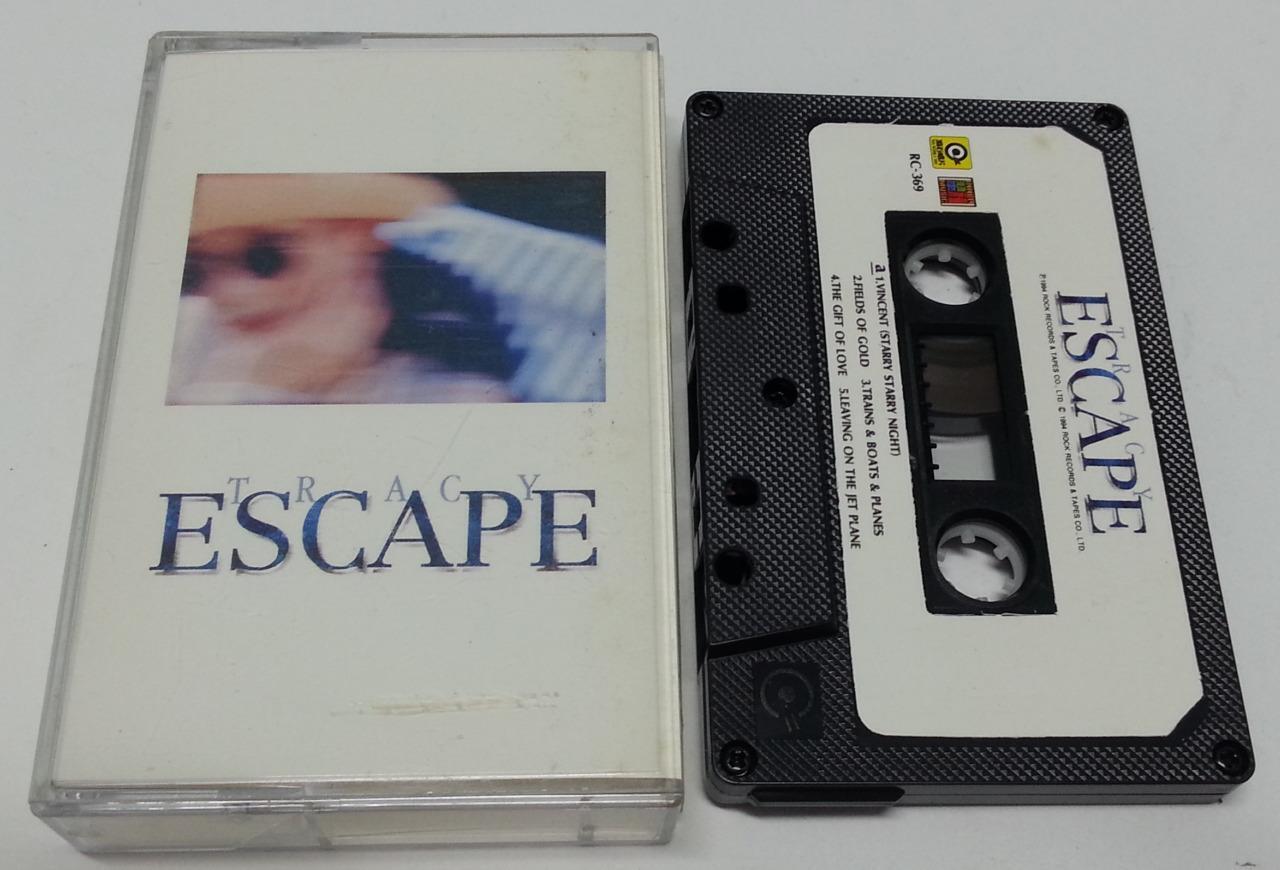 TRACY
ESCAPE
RC-369
TRACY
ESCAPE
℗ 1994 ROCK RECORDS & TAPES CO., LTD. © 1994 ROCK RECORDS & TAPES CO., LTD.
a 1.VINCENT (STARRY STARRY NIGHT)
2.FIELDS OF GOLD 3.TRAINS & BOATS & PLANES
4.THE GIFT OF LOVE 5.LEAVING ON THE JET PLANE